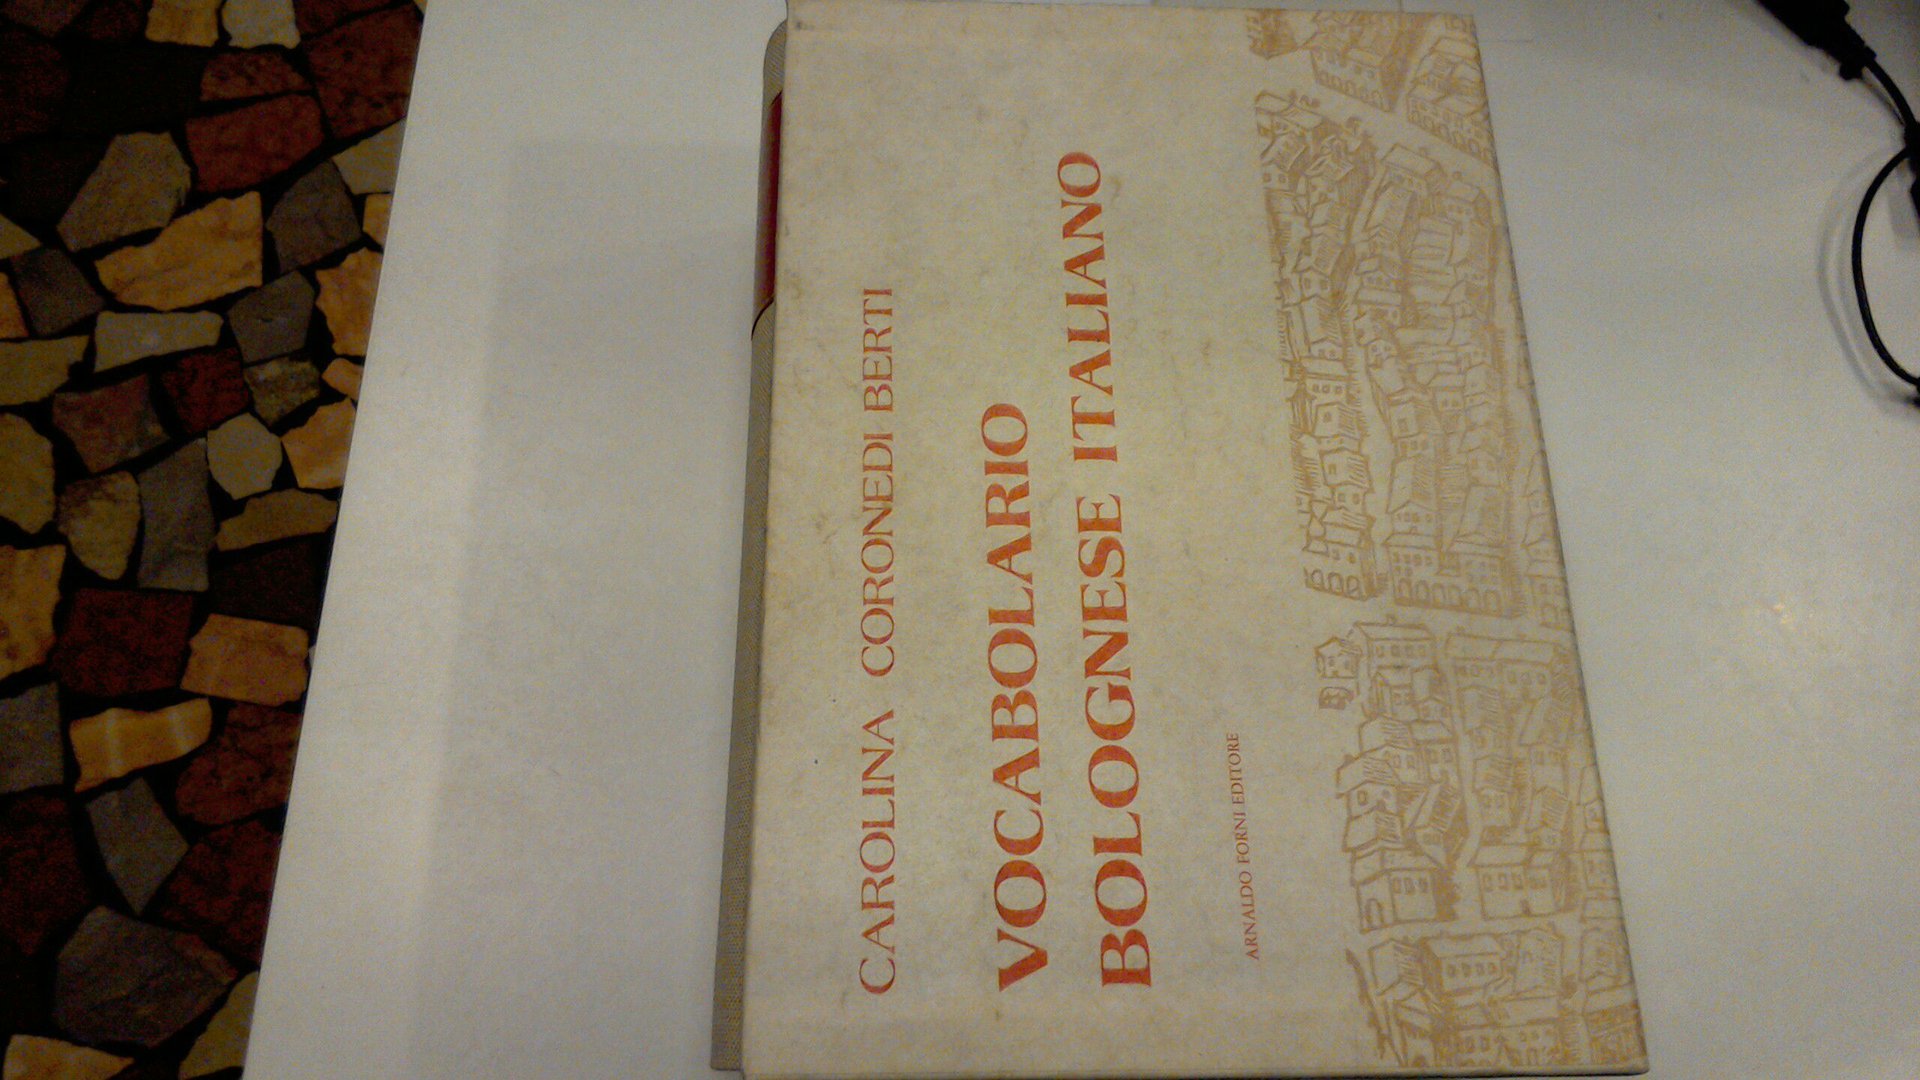 CAROLINA CORONEDI BERTI
VOCABOLARIO
BOLOGNESE ITALIANO
ARNALDO FORNI EDITORE